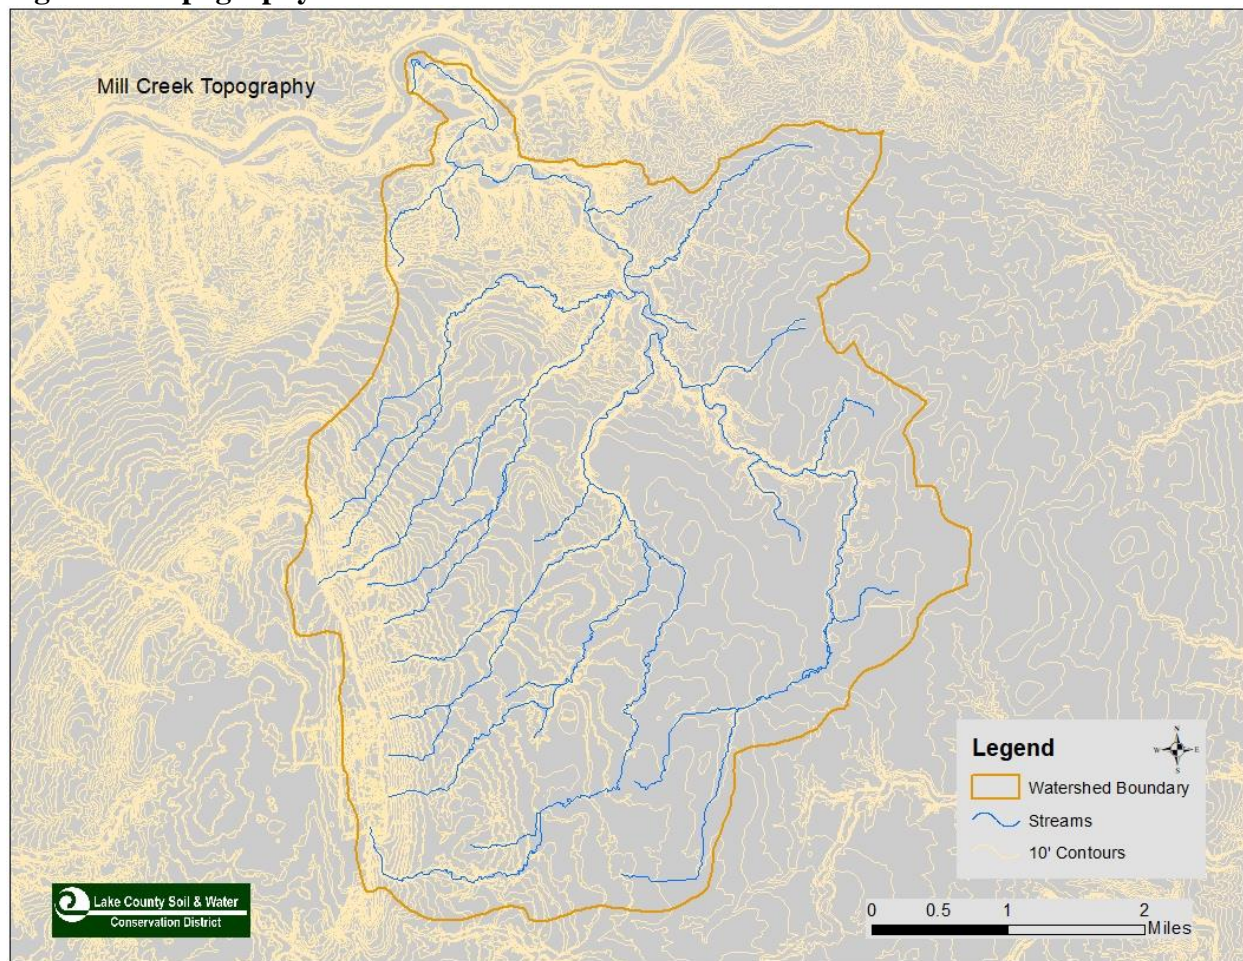 Mill Creek Topography
Legend
N
W
E
S
Watershed Boundary
Streams
10' Contours
Lake County Soil & Water
Conservation District
0 0.5 1 2
Miles